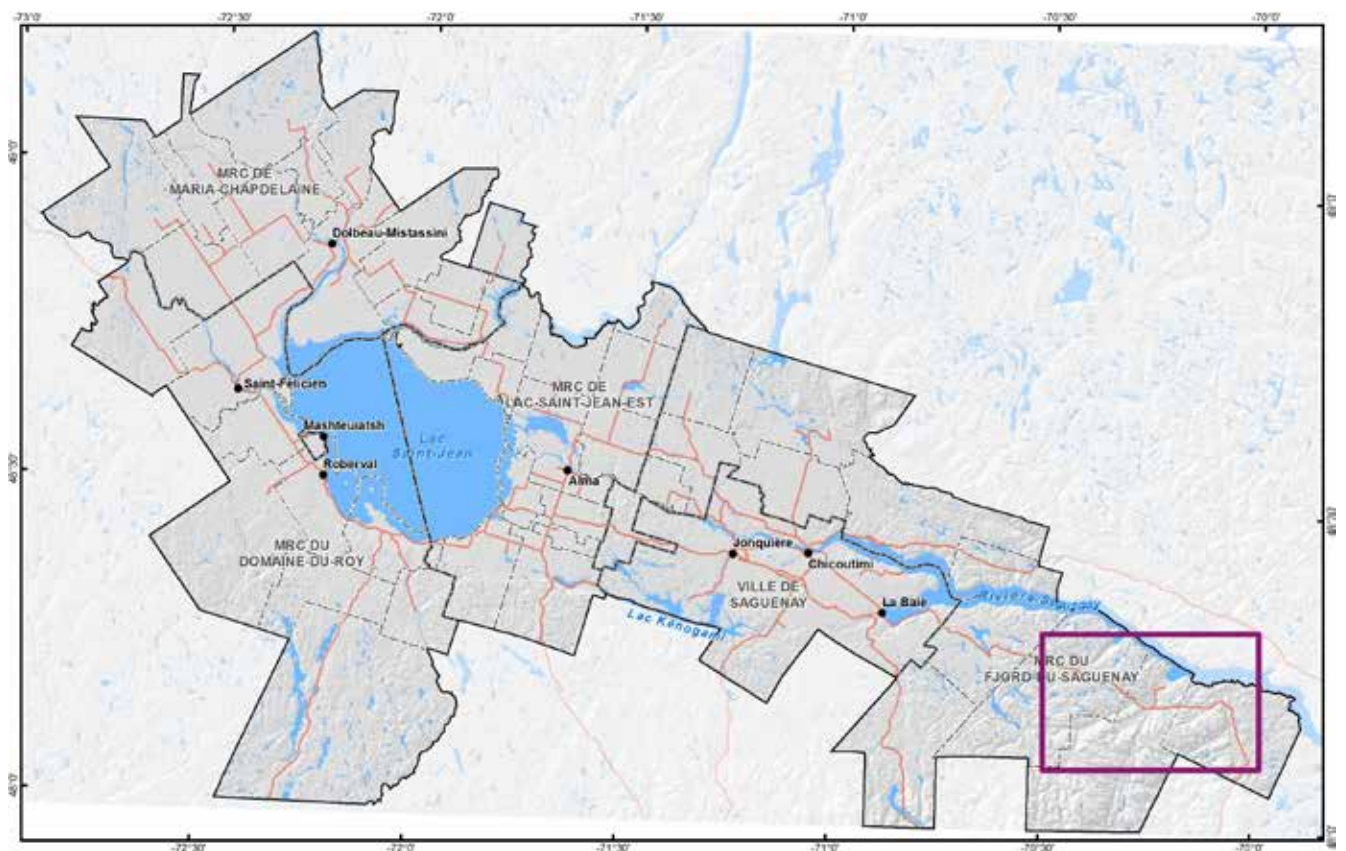 -73°0' -72°30' -72°0' -71°30' -71°0' -70°30' -70°0'
49°0'
MRC DE
MARIA-CHAPDELAINE
49°0'
Dolbeau-Mistassini
Saint-Félicien
MRC DE
LAC-SAINT-JEAN-EST
Mashteuiatsh
Lac
Saint-Jean
Roberval
48°30'
Alma
48°30'
MRC DU
DOMAINE-DU-ROY
Jonquière
Chicoutimi
VILLE DE
SAGUENAY
La Baie
Rivière Saguenay
Lac Kénogami
MRC DU
FJORD-DU-SAGUENAY
48°0'
48°0'
-72°30' -72°0' -71°30' -71°0' -70°30' -70°0'